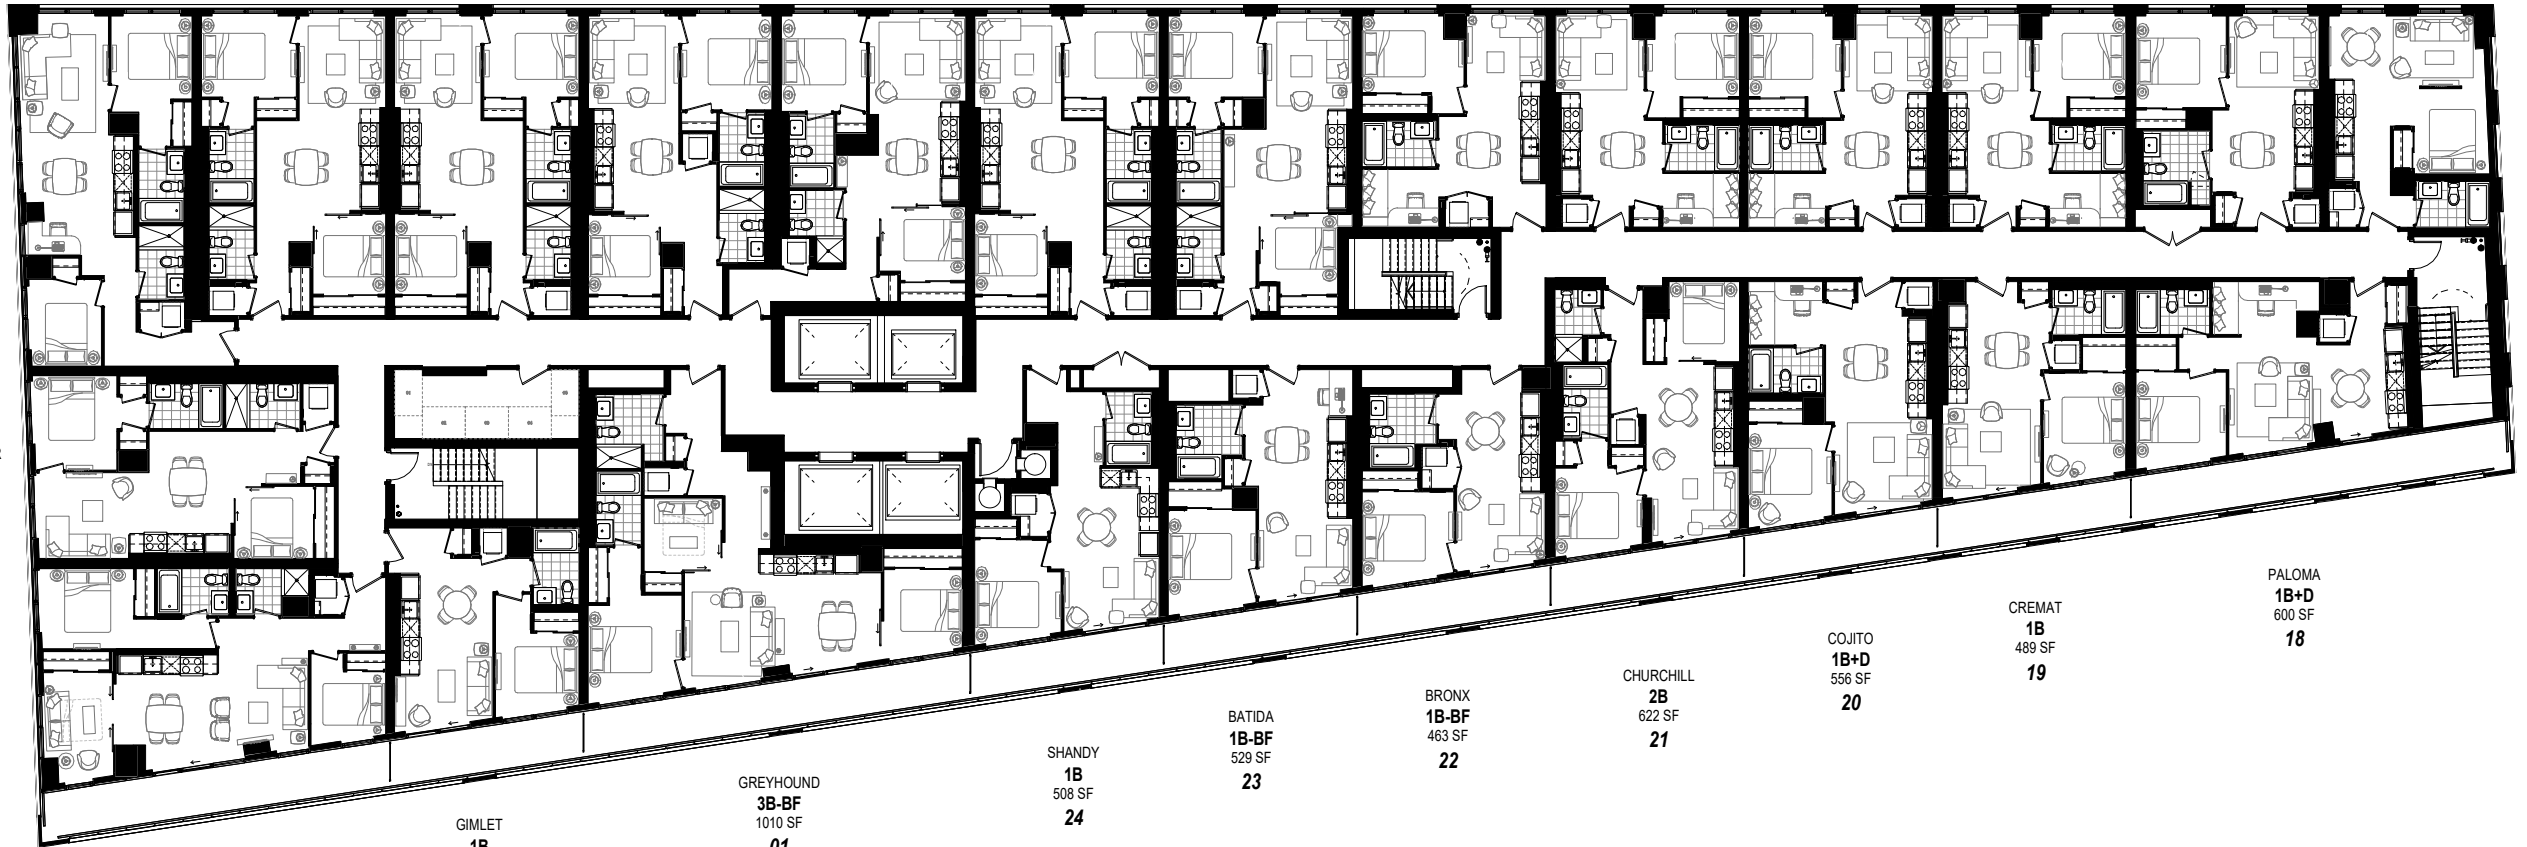 PALOMA
1B+D
600 SF
18
CREMAT
1B
489 SF
19
COJITO
1B+D
556 SF
20
CHURCHILL
2B
622 SF
21
BRONX
1B-BF
463 SF
22
BATIDA
1B-BF
529 SF
23
SHANDY
1B
508 SF
24
GREYHOUND
3B-BF
1010 SF
01
GIMLET
1B